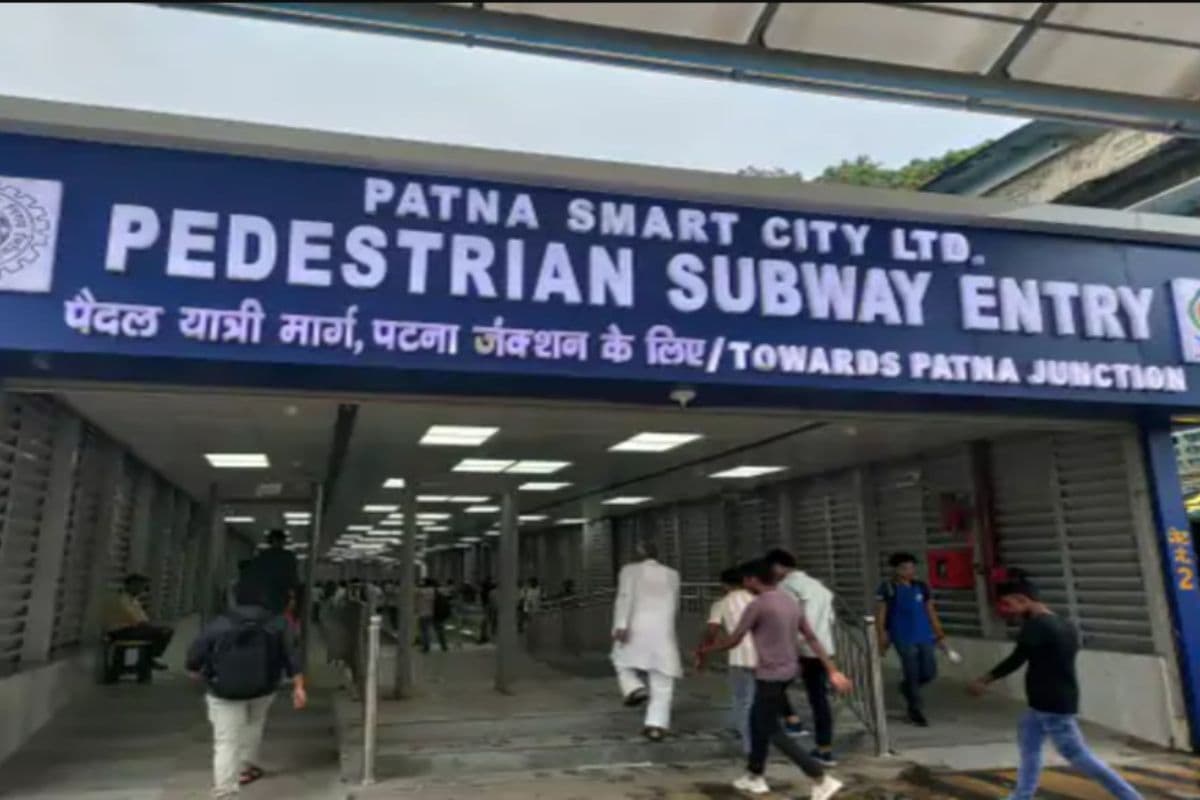 PATNA SMART CITY LTD.
PEDESTRIAN SUBWAY ENTRY
पैदल यात्री मार्ग, पटना जंक्शन के लिए/TOWARDS PATNA JUNCTION